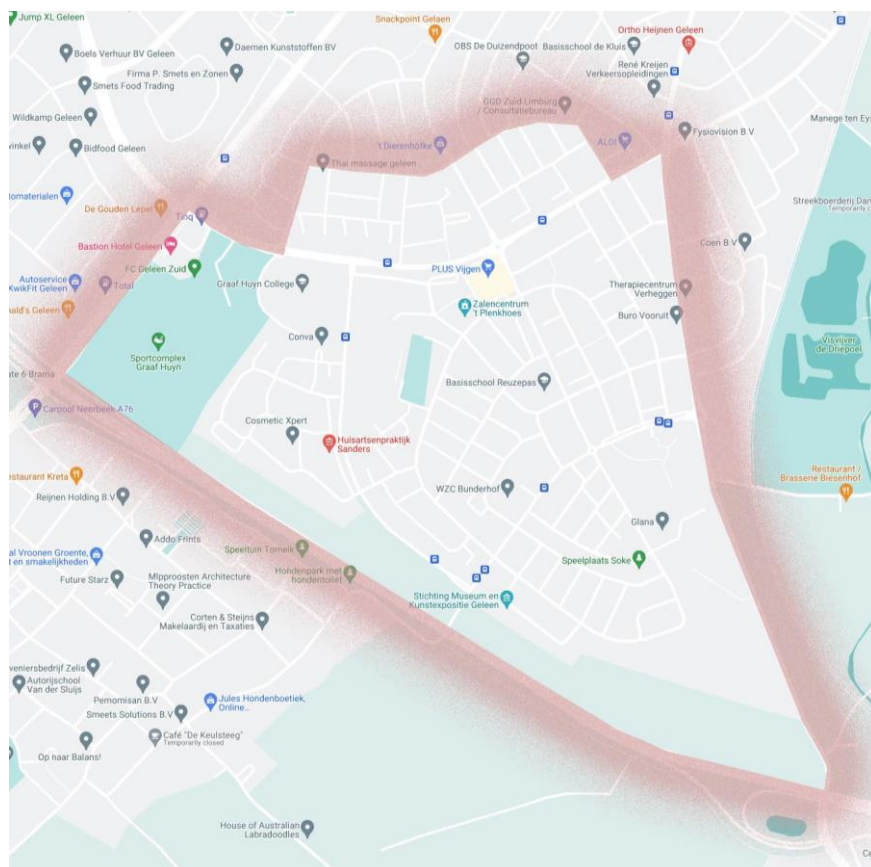 Jump XL Geleen
Snackpoint Gelaen
Ortho Heijnen Geleen
Boels Verhuur BV Geleen
Daemen Kunststoffen BV
OBS De Duizendpoot
Basisschool de Kluis
Firma P. Smets en Zonen
Smets Food Trading
René Kreijen
Verkeersopleidingen
GGD Zuid Limburg
/ Consultatiebureau
Wildkamp Geleen
Manege ten Eys
Fysiovision B.V
inkel
Bidfood Geleen
't Dierenhöfke
ALDI
Thai massage geleen
tomaterialen
De Gouden Lepel
Tinq
Streekboerderij Dan
Temporarily c
Bastion Hotel Geleen
Coen B.V
FC Geleen Zuid
PLUS Vijgen
Autoservice
KwikFit Geleen
Total
Graaf Huyn College
Therapiecentrum
Verheggen
ald's Geleen
Zalencentrum
't Plenkhoes
Buro Vooruit
Conva
Visvijver
de Driepoel
Sportcomplex
Graaf Huyn
te 6 Brama
Basisschool Reuzepas
Carpool Neerbeek A76
Cosmetic Xpert
Huisartsenpraktijk
Sanders
estaurant Kreta
Restaurant /
Brasserie Biesenhof
Reijnen Holding B.V
WZC Bunderhof
Glana
Addo Frints
al Vroonen Groente,
t en smakelijkheden
Speeltuin Tomeik
Speelplaats Soke
Future Starz
Mlpproosten Architecture
Theory Practice
Hondenpark met
hondentoilet
Stichting Museum en
Kunstexpositie Geleen
Corten & Steijns
Makelaardij en Taxaties
veniersbedrijf Zelis
Autorijschool
Van der Sluijs
Pemomisan B.V
Jules Hondenboetiek,
Online...
Smeets Solutions B.V
Café "De Keulsteeg"
Temporarily closed
Op naar Balans!
House of Australian
Labradoodles
Ce